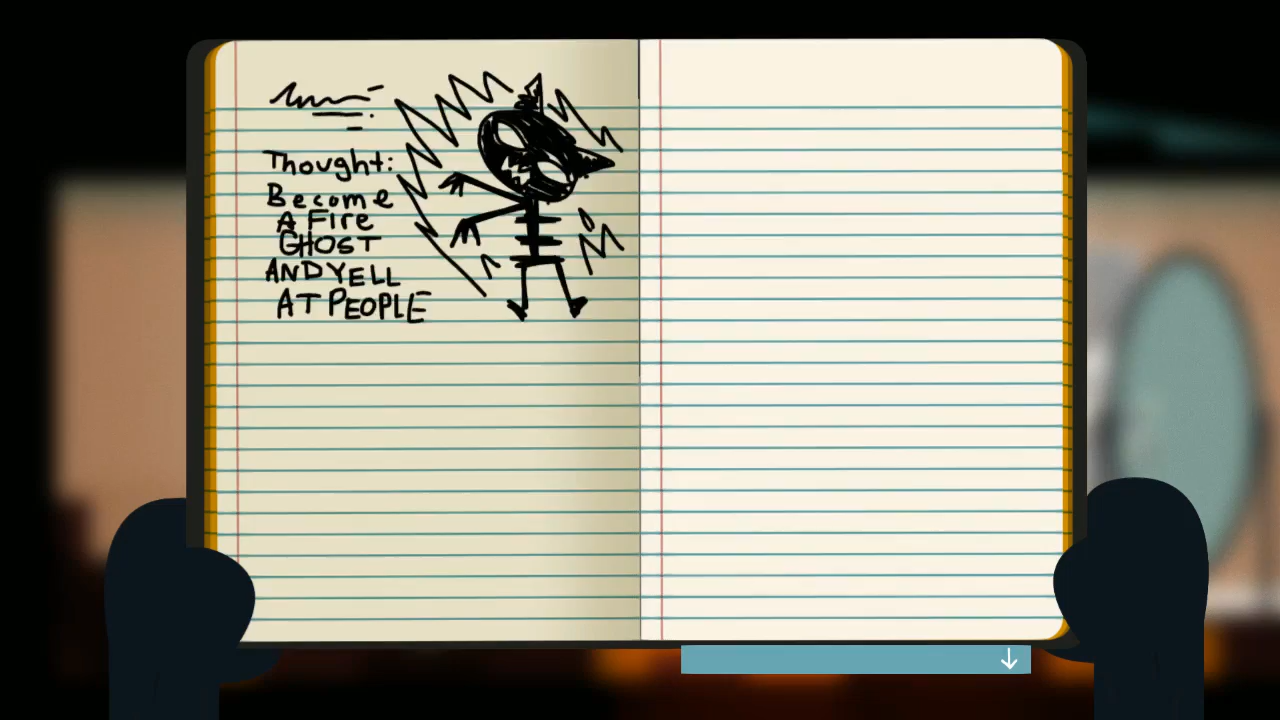 Thought:
Become
A Fire
GHOST
AND YELL
AT PEOPLE